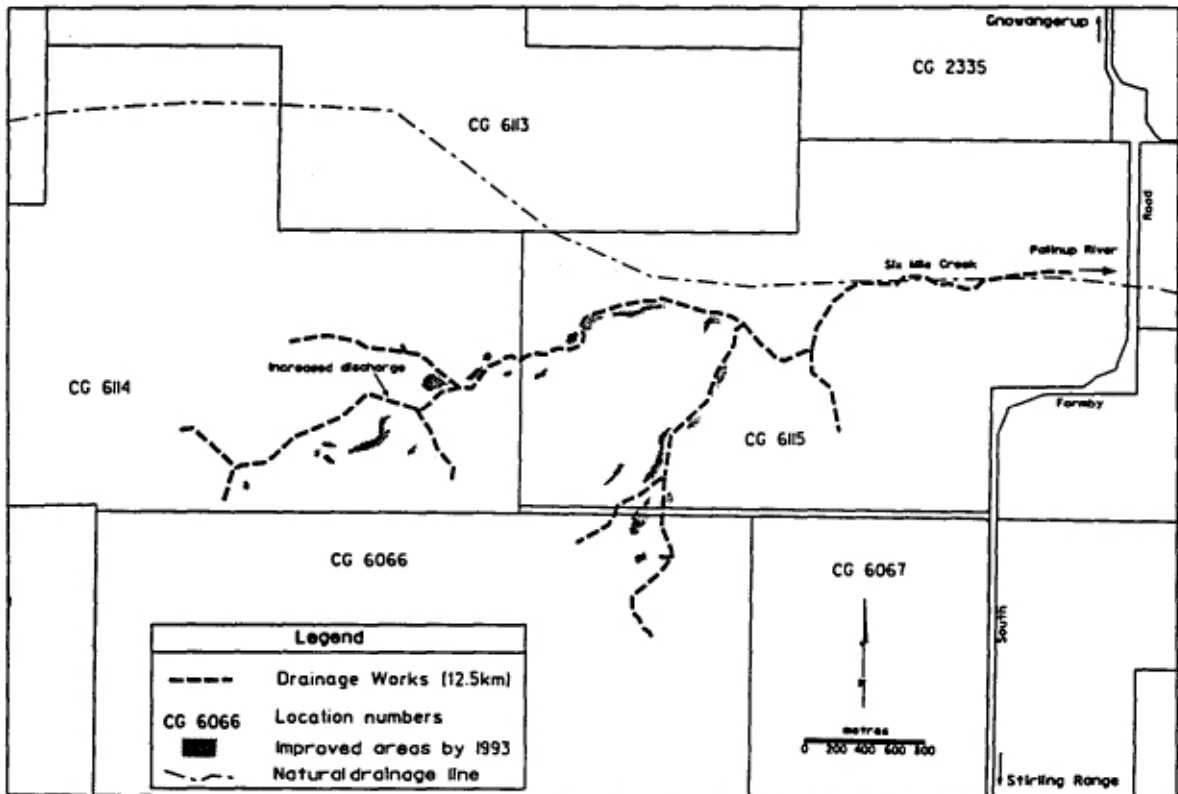 Gnowangerup
CG 2335
CG 6113
Road
Pallinup River
Six Mile Creek
CG 6114
Increased discharge
Formby
CG 6115
CG 6066
CG 6067
South
Legend
Drainage Works (12.5km)
CG 6066 Location numbers
Improved areas by 1993
Natural drainage line
metres
0 200 400 600 800
Stirling Range